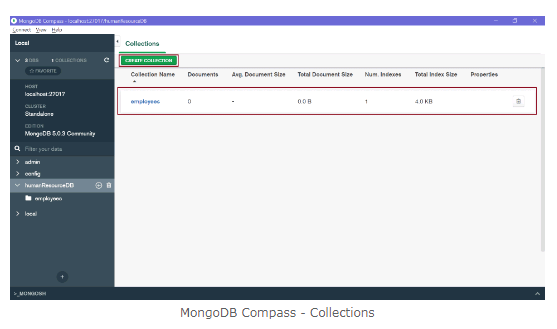 MongoDB Compass - localhost:27017/humanResourceDB
Connect View Help
Local
Collections
3 DBS 1 COLLECTIONS
FAVORITE
CREATE COLLECTION
Collection Name Documents Avg. Document Size Total Document Size Num. Indexes Total Index Size Properties
employees 0 - 0.0 B 1 4.0 KB
HOST
localhost:27017
CLUSTER
Standalone
EDITION
MongoDB 5.0.3 Community
Filter your data
admin
config
humanResourceDB
employees
local
>_MONGOSH
MongoDB Compass - Collections